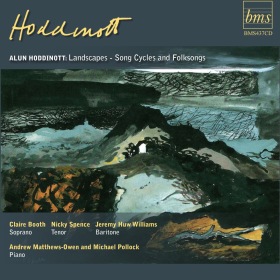 Hoddinott
bms
BMS437CD
ALUN HODDINOTT: Landscapes - Song Cycles and Folksongs
Claire Booth Nicky Spence Jeremy Huw Williams
Soprano Tenor Baritone
Andrew Matthews-Owen and Michael Pollock
Piano